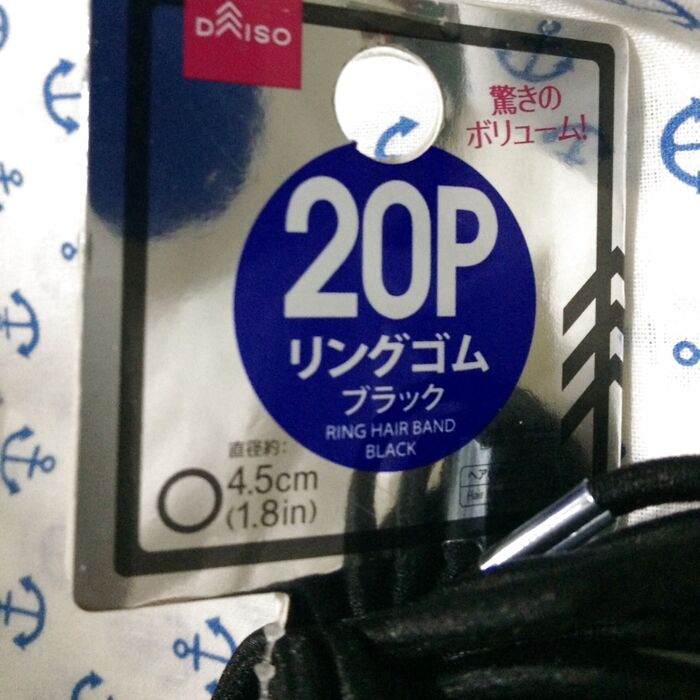 DAISO
驚きの
ボリューム!
20P
リングゴム
ブラック
RING HAIR BAND
BLACK
直径約:
4.5cm
(1.8in)
Hair